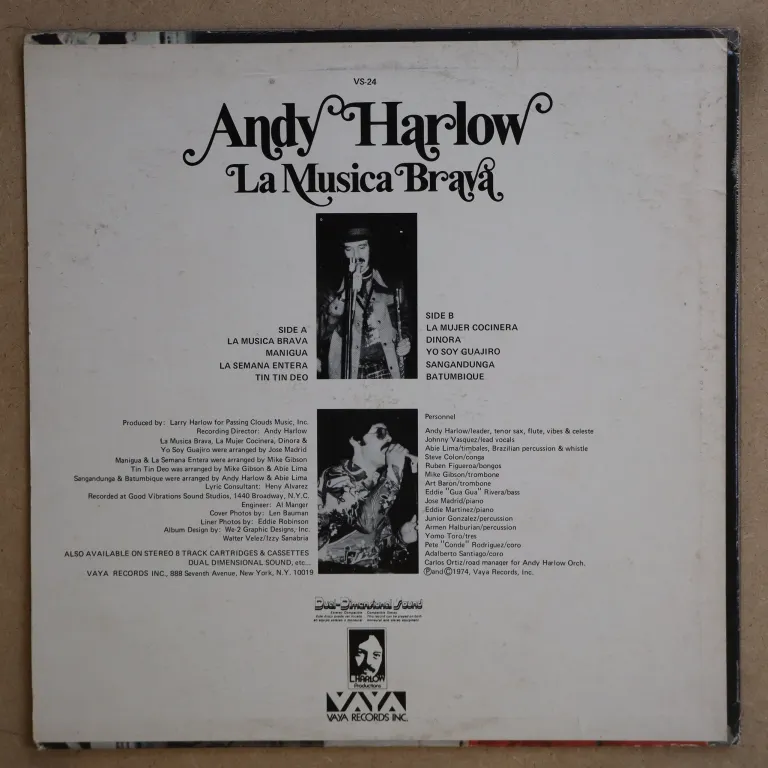 VS-24
Andy Harlow
La Musica Brava
SIDE A
LA MUSICA BRAVA
MANIGUA
LA SEMANA ENTERA
TIN TIN DEO
SIDE B
LA MUJER COCINERA
DINORA
YO SOY GUAJIRO
SANGANDUNGA
BATUMBIQUE
Produced by: Larry Harlow for Passing Clouds Music, Inc.
Recording Director: Andy Harlow
La Musica Brava, La Mujer Cocinera, Dinora &
Yo Soy Guajiro were arranged by Jose Madrid
Manigua & La Semana Entera were arranged by Mike Gibson
Tin Tin Deo was arranged by Mike Gibson & Abie Lima
Sangandunga & Batumbique were arranged by Andy Harlow & Abie Lima
Lyric Consultant: Heny Alvarez
Recorded at Good Vibrations Sound Studios, 1440 Broadway, N.Y.C.
Engineer: Al Manger
Cover Photos by: Len Bauman
Liner Photos by: Eddie Robinson
Album Design by: We-2 Graphic Designs, Inc.
Walter Velez/Izzy Sanabria
ALSO AVAILABLE ON STEREO 8 TRACK CARTRIDGES & CASSETTES
DUAL DIMENSIONAL SOUND, etc...
VAYA RECORDS INC., 888 Seventh Avenue, New York, N.Y. 10019
Personnel
Andy Harlow/leader, tenor sax, flute, vibes & celeste
Johnny Vasquez/lead vocals
Abie Lima/timbales, Brazilian percussion & whistle
Steve Colon/conga
Ruben Figueroa/bongos
Mike Gibson/trombone
Art Baron/trombone
Eddie "Gua Gua" Rivera/bass
Jose Madrid/piano
Eddie Martinez/piano
Junior Gonzalez/percussion
Armen Halburian/percussion
Yomo Toro/tres
Pete "Conde" Rodriguez/coro
Adalberto Santiago/coro
Carlos Ortiz/road manager for Andy Harlow Orch.
Ⓟand©1974, Vaya Records, Inc.
Dual-Dimensional Sound
L. HARLOW
Productions
VAYA
VAYA RECORDS INC.